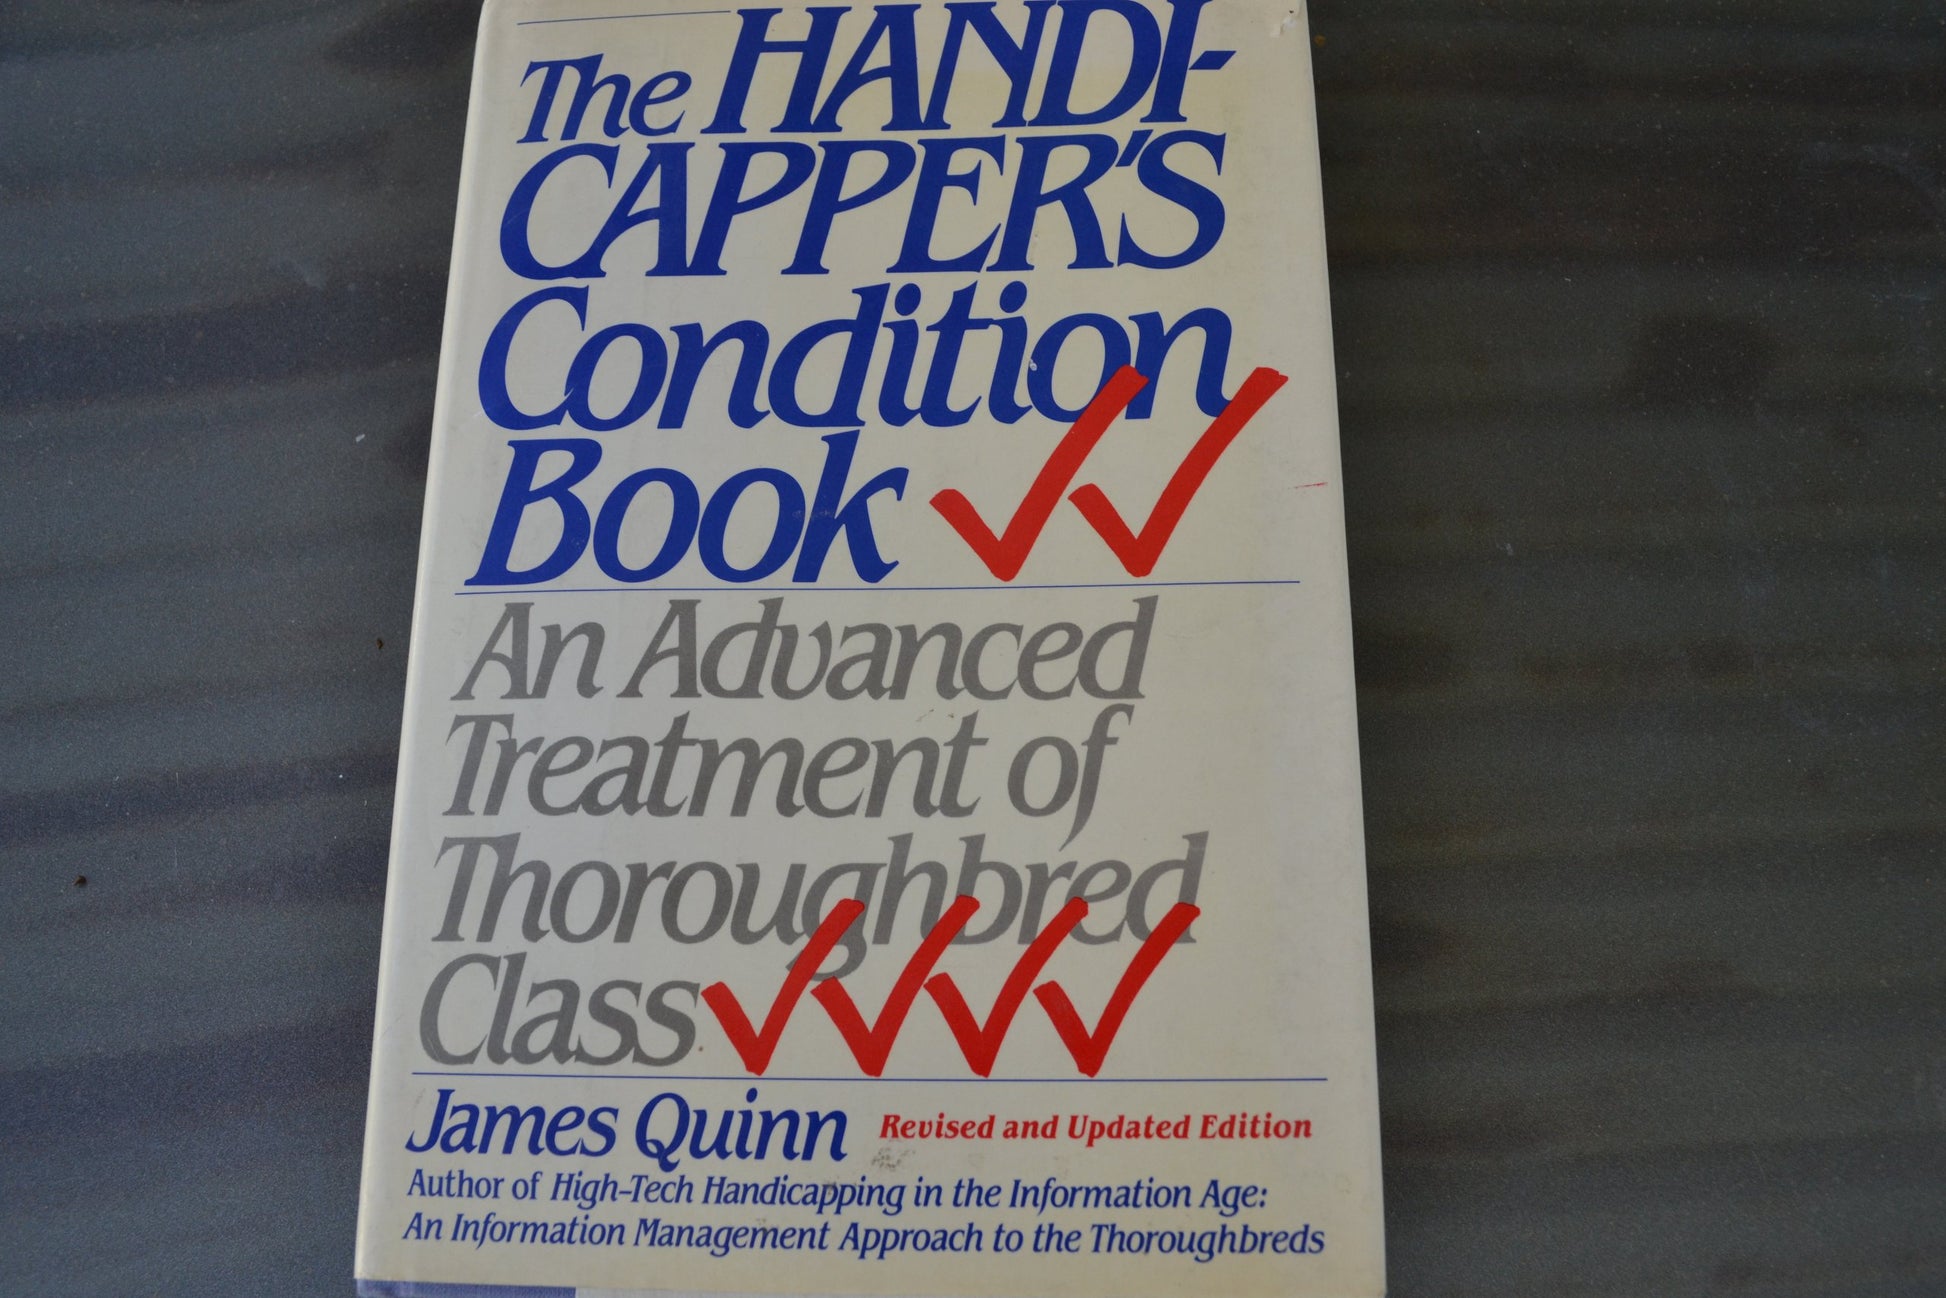 The HANDI-
CAPPER'S
Condition
Book
An Advanced
Treatment of
Thoroughbred
Class
James Quinn Revised and Updated Edition
Author of High-Tech Handicapping in the Information Age:
An Information Management Approach to the Thoroughbreds